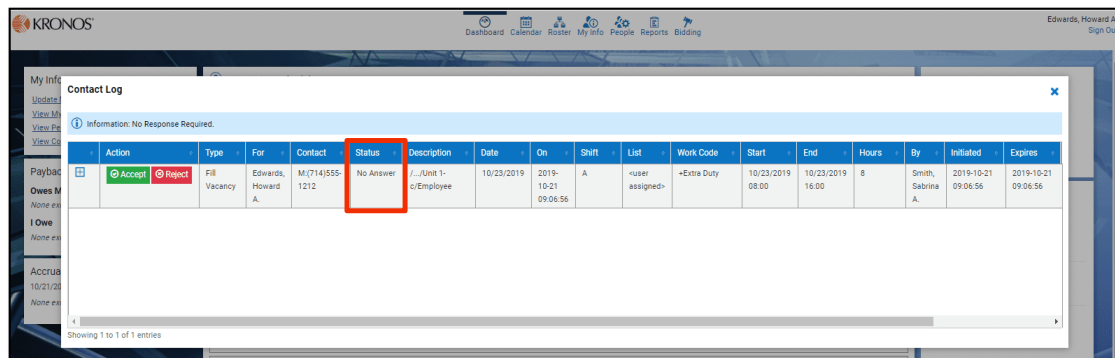 KRONOS
Dashboard Calendar Roster My Info People Reports Bidding
Edwards, Howard A
Sign Ou
My Info
Update
View My
View Pe
View Co
Payback
Owes M
None ex
I Owe
None ex
Accrua
10/21/20
None ex
Contact Log
Information: No Response Required.
Action Type For Contact Status Description Date On Shift List Work Code Start End Hours By Initiated Expires
Accept Reject Fill Edwards, M:(714)555- No Answer /.../Unit 1- 10/23/2019 2019- A <user +Extra Duty 10/23/2019 10/23/2019 8 Smith, 2019-10-21 2019-10-21
Vacancy Howard 1212 c/Employee 10-21 assigned> 08:00 16:00 Sabrina 09:06:56 09:06:56
A. 09:06:56 A.
Showing 1 to 1 of 1 entries